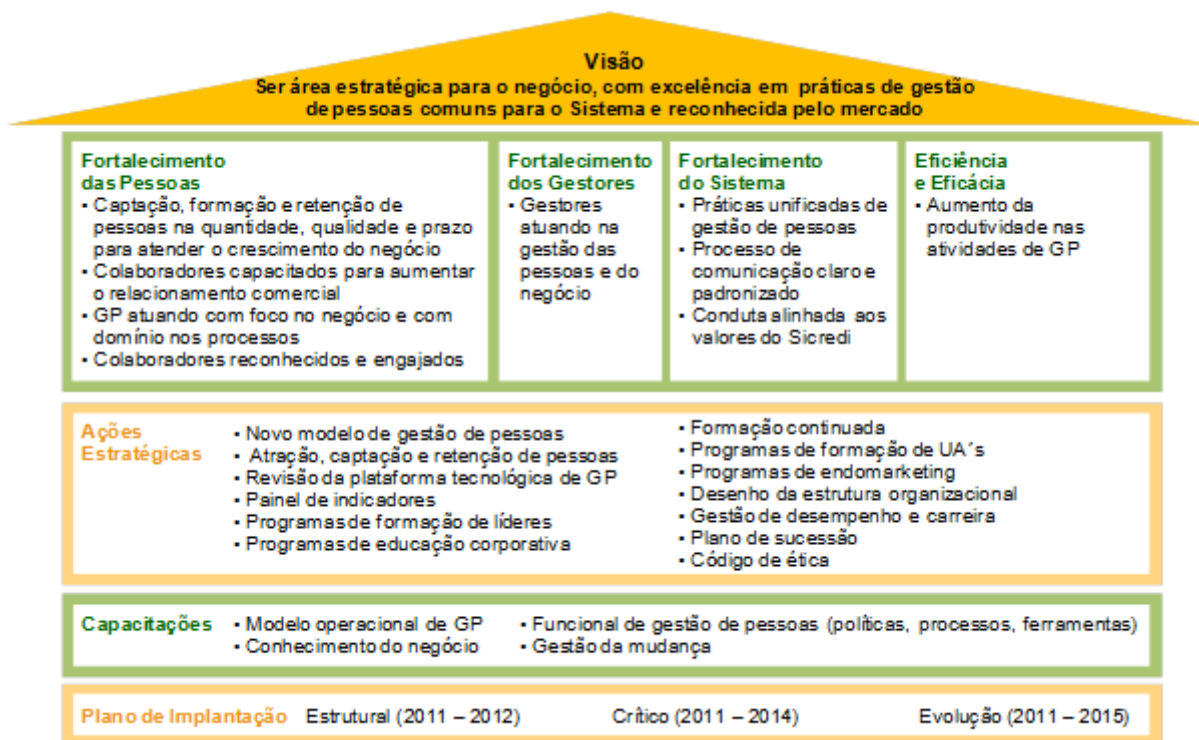 Visão
Ser área estratégica para o negócio, com excelência em práticas de gestão
de pessoas comuns para o Sistema e reconhecida pelo mercado
Fortalecimento
das Pessoas
▪ Captação, formação e retenção de
pessoas na quantidade, qualidade e prazo
para atender o crescimento do negócio
▪ Colaboradores capacitados para aumentar
o relacionamento comercial
▪ GP atuando com foco no negócio e com
domínio nos processos
▪ Colaboradores reconhecidos e engajados
Fortalecimento
dos Gestores
▪ Gestores
atuando na
gestão das
pessoas e do
negócio
Fortalecimento
do Sistema
▪ Práticas unificadas de
gestão de pessoas
▪ Processo de
comunicação claro e
padronizado
▪ Conduta alinhada aos
valores do Sicredi
Eficiência
e Eficácia
▪ Aumento da
produtividade nas
atividades de GP
Ações
Estratégicas
▪ Novo modelo de gestão de pessoas
▪ Atração, captação e retenção de pessoas
▪ Revisão da plataforma tecnológica de GP
▪ Painel de indicadores
▪ Programas de formação de líderes
▪ Programas de educação corporativa
▪ Formação continuada
▪ Programas de formação de UA´s
▪ Programas de endomarketing
▪ Desenho da estrutura organizacional
▪ Gestão de desempenho e carreira
▪ Plano de sucessão
▪ Código de ética
Capacitações
▪ Modelo operacional de GP
▪ Conhecimento do negócio
▪ Funcional de gestão de pessoas (políticas, processos, ferramentas)
▪ Gestão da mudança
Plano de Implantação Estrutural (2011 – 2012) Crítico (2011 – 2014) Evolução (2011 – 2015)